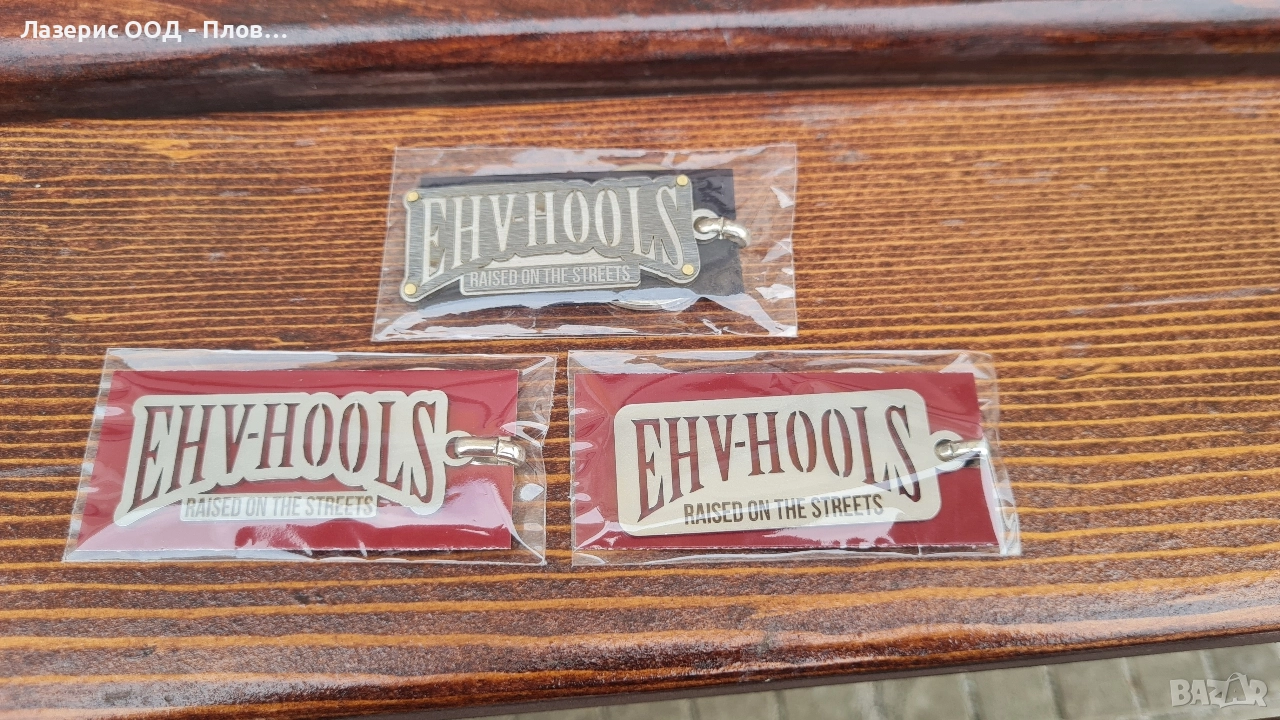 Лазерис ООД - Плов...
EHV-HOOLS
RAISED ON THE STREETS
EHV-HOOLS
RAISED ON THE STREETS
EHV-HOOLS
RAISED ON THE STREETS
BAZAR